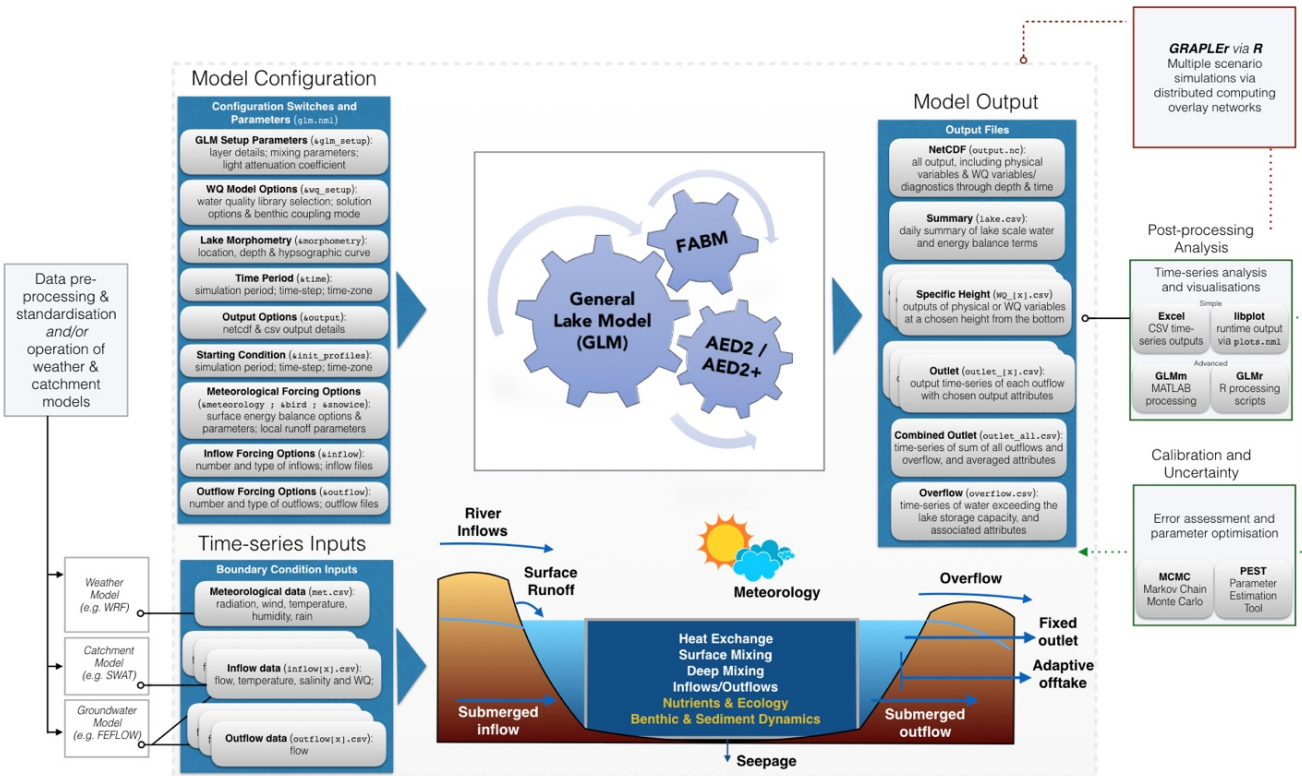 Model Configuration
Configuration Switches and
Parameters (glm.nml)
GLM Setup Parameters (&glm_setup):
layer details; mixing parameters;
light attenuation coefficient
WQ Model Options (&wq_setup):
water quality library selection; solution
options & benthic coupling mode
Lake Morphometry (&morphometry):
location, depth & hypsographic curve
Time Period (&time):
simulation period; time-step; time-zone
Output Options (&output):
netcdf & csv output details
Starting Condition (&init_profiles):
simulation period; time-step; time-zone
Meteorological Forcing Options
(&meteorology ; &bird ; &snowice):
surface energy balance options &
parameters; local runoff parameters
Inflow Forcing Options (&inflow):
number and type of inflows; inflow files
Outflow Forcing Options (&outflow):
number and type of outflows; outflow files
Data pre-
processing &
standardisation
and/or
operation of
weather &
catchment
models
Weather
Model
(e.g. WRF)
Catchment
Model
(e.g. SWAT)
Groundwater
Model
(e.g. FEFLOW)
Time-series Inputs
Boundary Condition Inputs
Meteorological data (met.csv):
radiation, wind, temperature,
humidity, rain
Inflow data (inflow[x].csv):
flow, temperature, salinity and WQ;
Outflow data (outflow[x].csv):
flow
General
Lake Model
(GLM)
FABM
AED2 /
AED2+
River
Inflows
Surface
Runoff
Meteorology
Overflow
Fixed
outlet
Adaptive
offtake
Heat Exchange
Surface Mixing
Deep Mixing
Inflows/Outflows
Nutrients & Ecology
Benthic & Sediment Dynamics
Submerged
inflow
Submerged
outflow
Seepage
Model Output
Output Files
NetCDF (output.nc):
all output, including physical
variables & WQ variables/
diagnostics through depth & time
Summary (lake.csv):
daily summary of lake scale water
and energy balance terms
Specific Height (WQ_[x].csv):
outputs of physical or WQ variables
at a chosen height from the bottom
Outlet (outlet_[x].csv):
output time-series of each outflow
with chosen output attributes
Combined Outlet (outlet_all.csv):
time-series of sum of all outflows and
overflow, and averaged attributes
Overflow (overflow.csv):
time-series of water exceeding the
lake storage capacity, and
associated attributes
GRAPLEr via R
Multiple scenario
simulations via
distributed computing
overlay networks
Post-processing
Analysis
Time-series analysis
and visualisations
Simple
Excel
CSV time-
series outputs
libplot
runtime output
via plots.nml
Advanced
GLMm
MATLAB
processing
GLMr
R processing
scripts
Calibration and
Uncertainty
Error assessment and
parameter optimisation
MCMC
Markov Chain
Monte Carlo
PEST
Parameter
Estimation
Tool